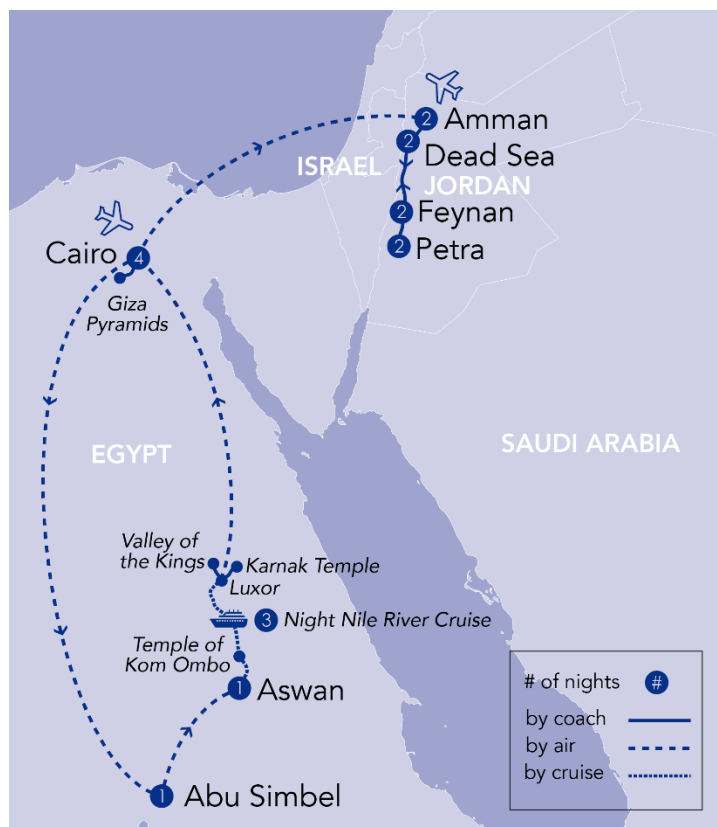 2 Amman
ISRAEL
2 Dead Sea
JORDAN
2 Feynan
2 Petra
Cairo 4
Giza
Pyramids
EGYPT
SAUDI ARABIA
Valley of
the Kings
Karnak Temple
Luxor
3 Night Nile River Cruise
Temple of
Kom Ombo
1 Aswan
1 Abu Simbel
# of nights #
by coach
by air
by cruise